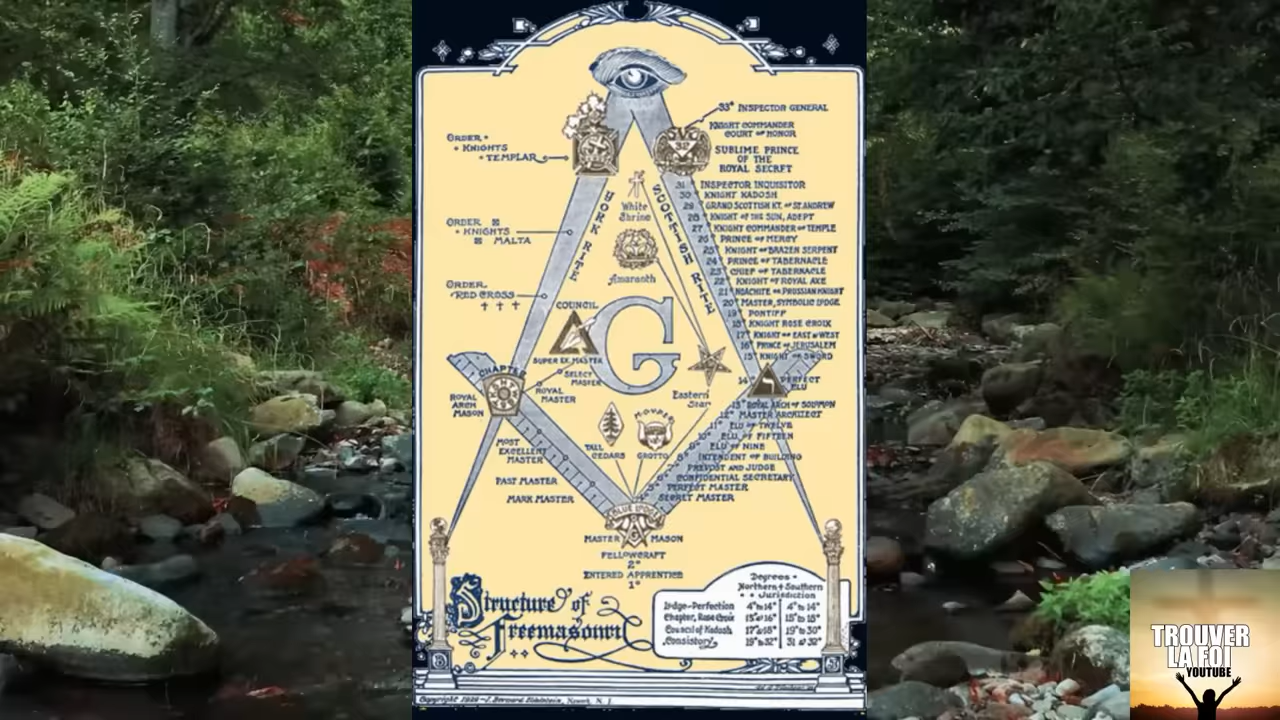 33° INSPECTOR GENERAL
KNIGHT COMMANDER
COURT OF HONOR
ORDER
KNIGHTS
TEMPLAR
32°
SUBLIME PRINCE
OF THE
ROYAL SECRET
31° INSPECTOR INQUISITOR
30° KNIGHT KADOSH
29° GRAND SCOTTISH KT. OF ST. ANDREW
28° KNIGHT OF THE SUN, ADEPT
27° KNIGHT COMMANDER OF TEMPLE
26° PRINCE OF MERCY
25° KNIGHT OF BRAZEN SERPENT
24° PRINCE OF TABERNACLE
23° CHIEF OF TABERNACLE
22° KNIGHT OF ROYAL AXE
21° NOACHITE OR PRUSSIAN KNIGHT
20° MASTER, SYMBOLIC LODGE
19° PONTIFF
18° KNIGHT ROSE CROIX
17° KNIGHT OF EAST & WEST
16° PRINCE OF JERUSALEM
15° KNIGHT OF SWORD
YORK RITE
SCOTTISH RITE
White
Shrine
Amaranth
ORDER
KNIGHTS
MALTA
ORDER
RED CROSS
COUNCIL
G
SUPER EX. MASTER
SELECT
MASTER
ROYAL
MASTER
CHAPTER
ROYAL
ARCH
MASON
Eastern
Star
14° PERFECT
ELU
13° ROYAL ARCH OF SOLOMON
12° MASTER ARCHITECT
11° ELU OF TWELVE
10° ELU OF FIFTEEN
9° ELU OF NINE
8° INTENDENT OF BUILDING
7° PROVOST AND JUDGE
6° CONFIDENTIAL SECRETARY
5° PERFECT MASTER
4° SECRET MASTER
TALL
CEDARS
GROTTO
MOST
EXCELLENT
MASTER
PAST MASTER
MARK MASTER
BLUE LODGE
MASTER MASON
FELLOWCRAFT
2°
ENTERED APPRENTICE
1°
Structure of
Freemasonry
Degrees
Northern & Southern
Jurisdiction
Lodge-Perfection 4° to 14° 4° to 14°
Chapter, Rose Croix 15° to 16° 15° to 18°
Council of Kadosh 17° & 18° 19° to 30°
Consistory 19° to 32° 31 & 32°
B
J
TROUVER
LA FOI
YOUTUBE